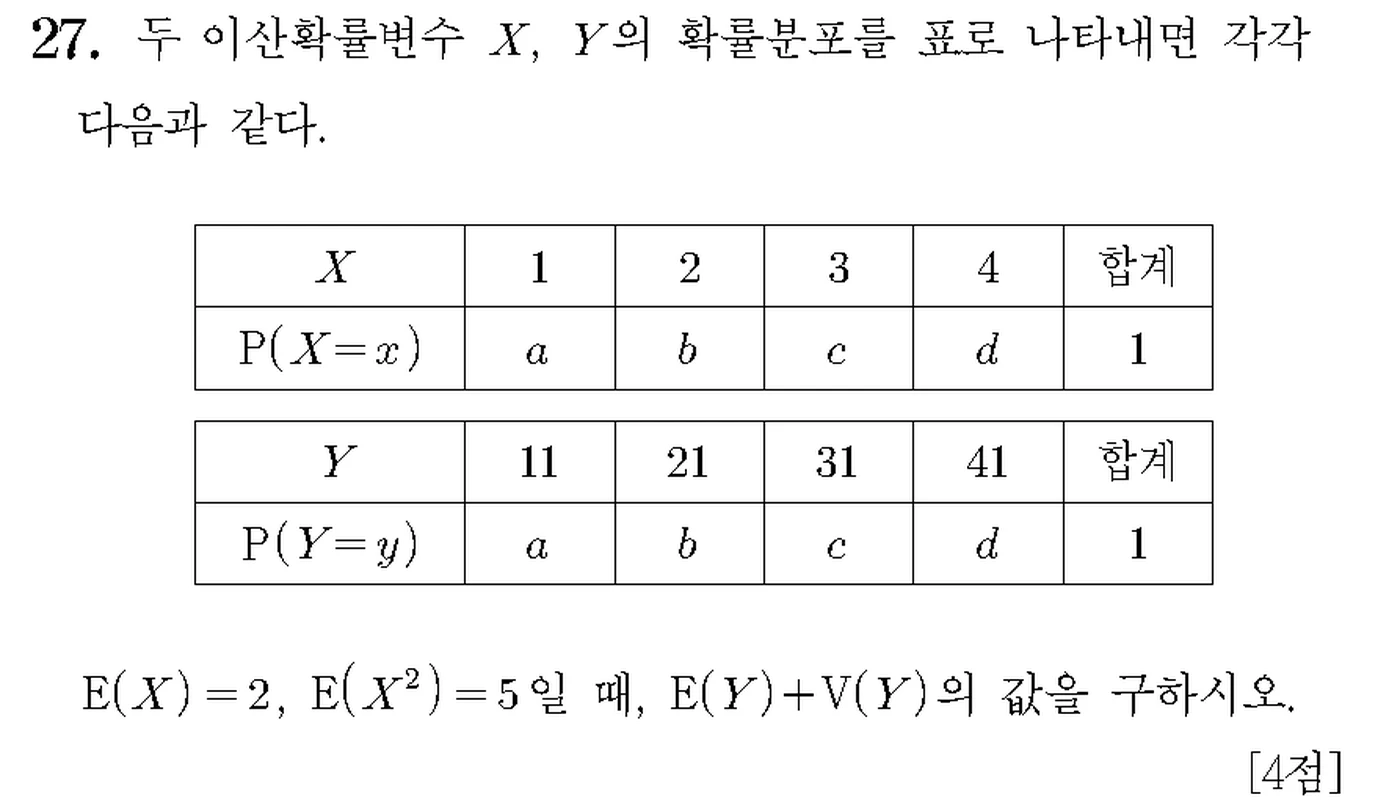 27. 두 이산확률변수 X, Y의 확률분포를 표로 나타내면 각각
다음과 같다.
X 1 2 3 4 합계
P(X=x) a b c d 1
Y 11 21 31 41 합계
P(Y=y) a b c d 1
E(X)=2, E(X²)=5일 때, E(Y)+V(Y)의 값을 구하시오.
[4점]